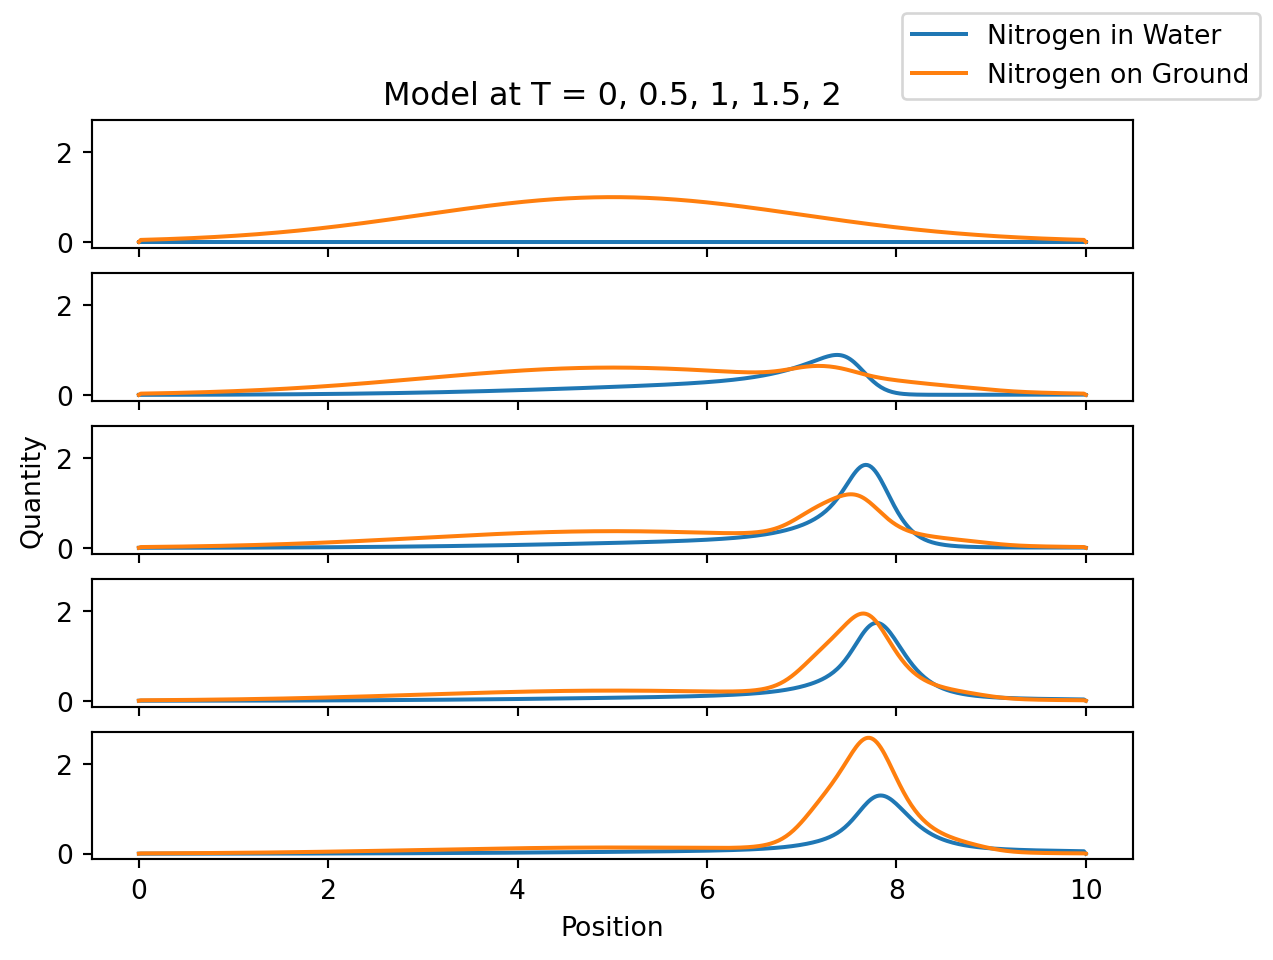 Nitrogen in Water
Nitrogen on Ground
Model at T = 0, 0.5, 1, 1.5, 2
2
0
2
0
2
0
2
0
2
0
Quantity
0 2 4 6 8 10
Position